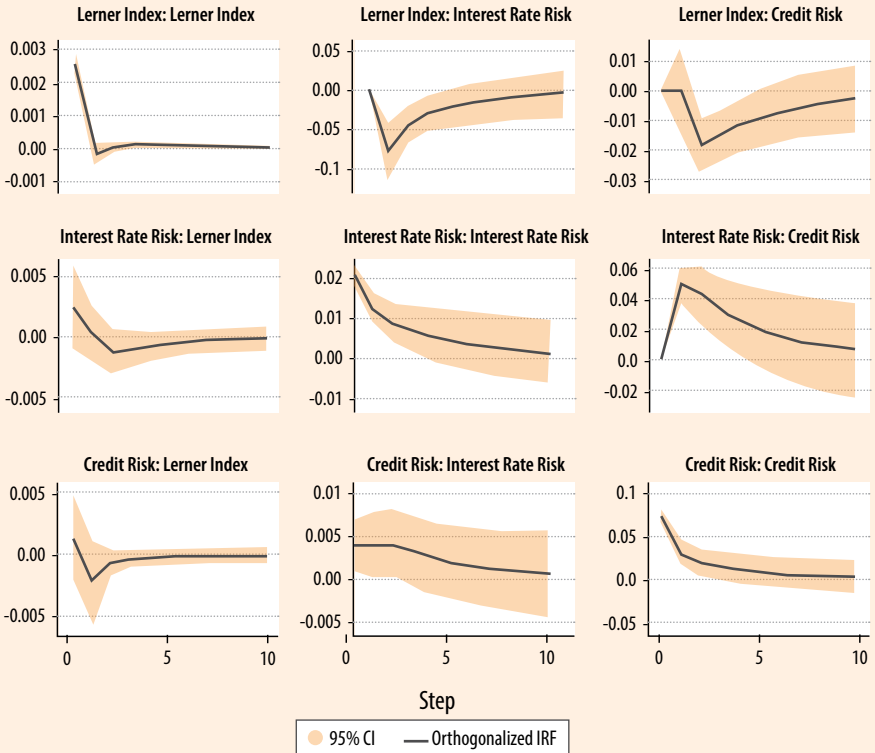 Lerner Index: Lerner Index
0.003
0.002
0.001
0.00
-0.001
Lerner Index: Interest Rate Risk
0.05
0.00
-0.05
-0.1
Lerner Index: Credit Risk
0.01
0.00
-0.01
-0.02
-0.03
Interest Rate Risk: Lerner Index
0.005
0.00
-0.005
Interest Rate Risk: Interest Rate Risk
0.02
0.01
0.00
-0.01
Interest Rate Risk: Credit Risk
0.06
0.04
0.02
0.0
-0.02
Credit Risk: Lerner Index
0.005
0.00
-0.005
0 5 10
Credit Risk: Interest Rate Risk
0.01
0.005
0.00
-0.005
0 5 10
Credit Risk: Credit Risk
0.1
0.05
0.0
-0.05
0 5 10
Step
95% CI Orthogonalized IRF